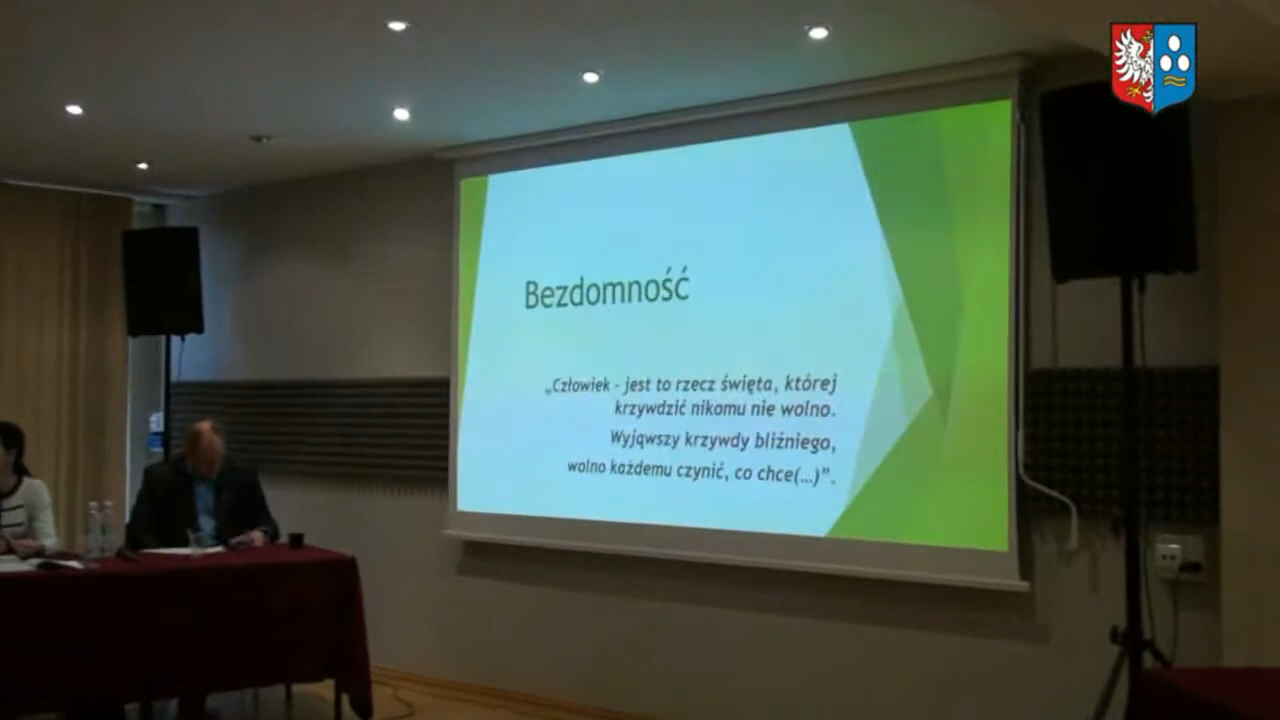 Bezdomność
„Człowiek - jest to rzecz święta, której
krzywdzić nikomu nie wolno.
Wyjąwszy krzywdy bliźniego,
wolno każdemu czynić, co chce(...)”.